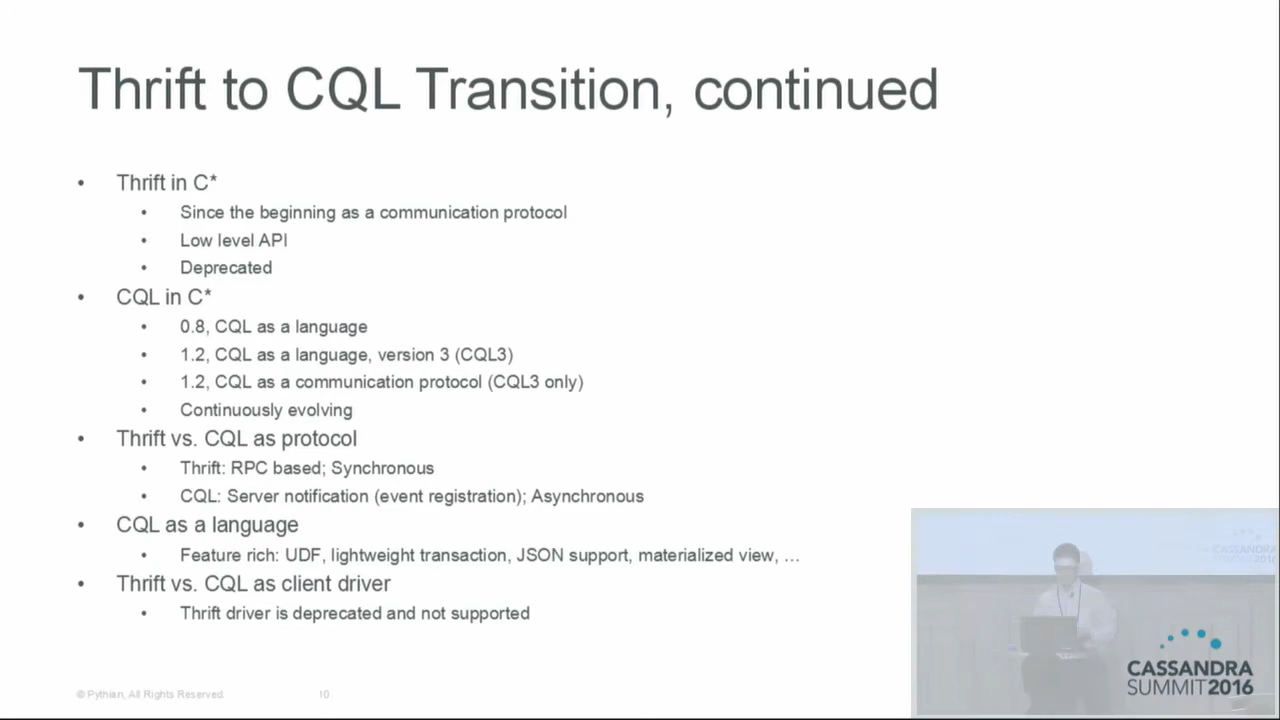 Thrift to CQL Transition, continued
• Thrift in C*
• Since the beginning as a communication protocol
• Low level API
• Deprecated
• CQL in C*
• 0.8, CQL as a language
• 1.2, CQL as a language, version 3 (CQL3)
• 1.2, CQL as a communication protocol (CQL3 only)
• Continuously evolving
• Thrift vs. CQL as protocol
• Thrift: RPC based; Synchronous
• CQL: Server notification (event registration); Asynchronous
• CQL as a language
• Feature rich: UDF, lightweight transaction, JSON support, materialized view, …
• Thrift vs. CQL as client driver
• Thrift driver is deprecated and not supported
© Pythian, All Rights Reserved
10
CASSANDRA
SUMMIT 2016
CASSANDRA
SUMMIT2016